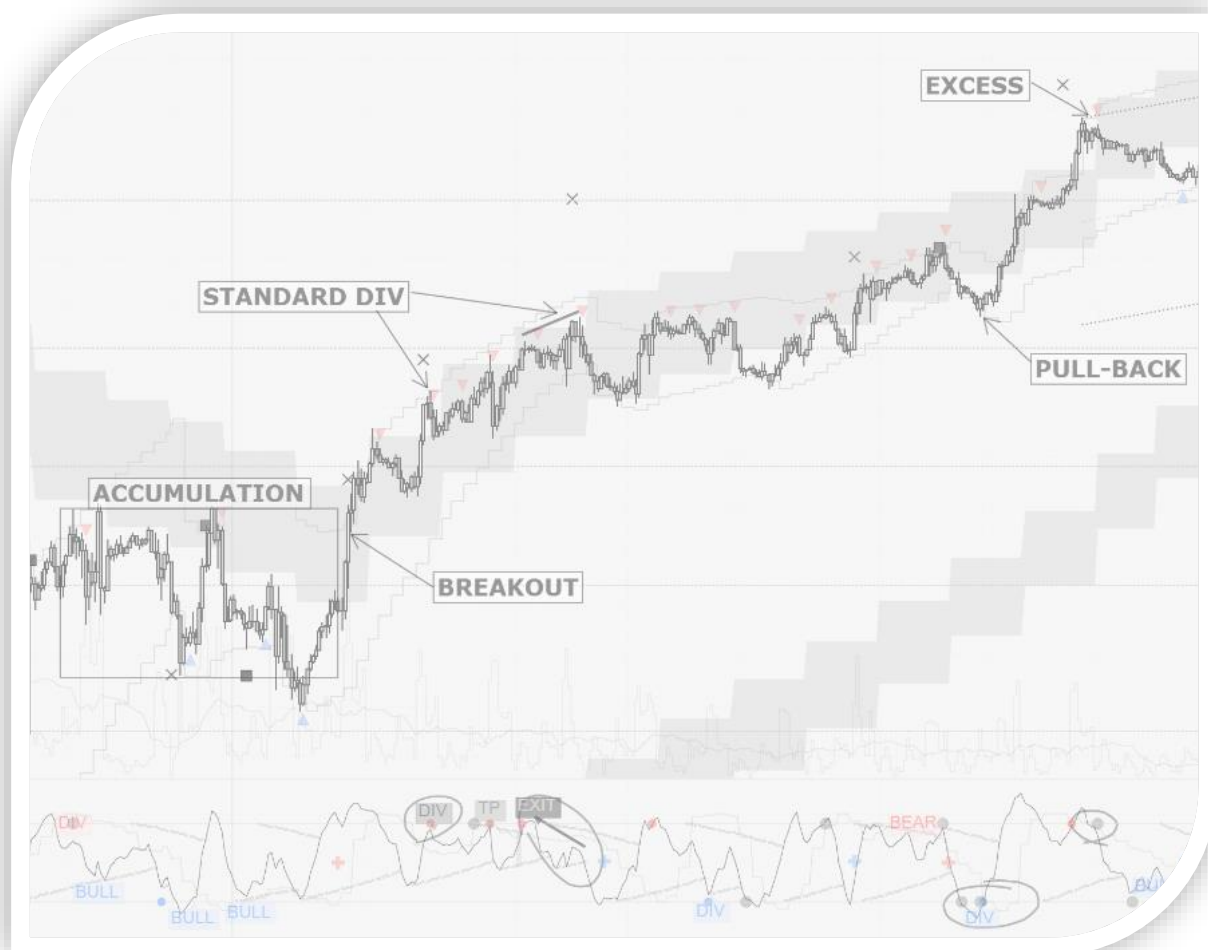 EXCESS
STANDARD DIV
PULL-BACK
ACCUMULATION
BREAKOUT
DIV
DIV
TP
EXIT
BEAR
BULL
BULL
BULL
DIV
DIV